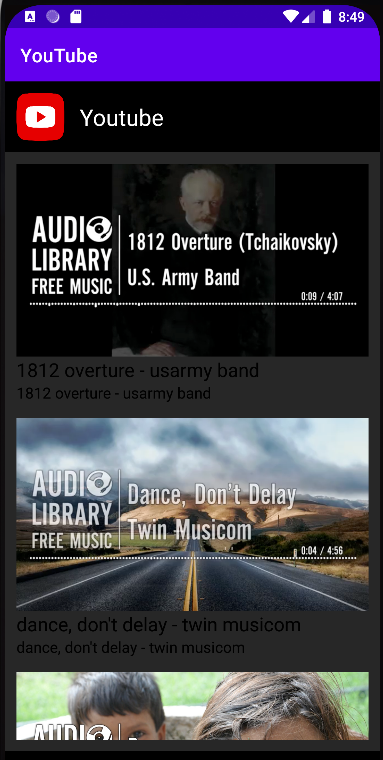 8:49
YouTube
Youtube
AUDIO
LIBRARY
FREE MUSIC
1812 Overture (Tchaikovsky)
U.S. Army Band
0:09 / 4:07
1812 overture - usarmy band
1812 overture - usarmy band
AUDIO
LIBRARY
FREE MUSIC
Dance, Don't Delay
Twin Musicom
0:04 / 4:56
dance, don't delay - twin musicom
dance, don't delay - twin musicom
AUDIO